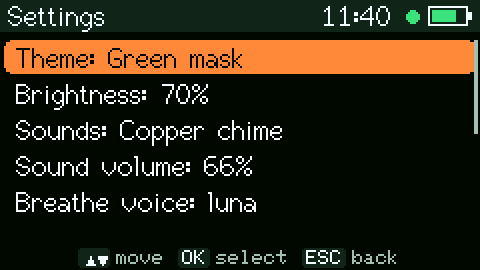 Settings 11:40
Theme: Green mask
Brightness: 70%
Sounds: Copper chime
Sound volume: 66%
Breathe voice: luna
▲▼ move OK select ESC back